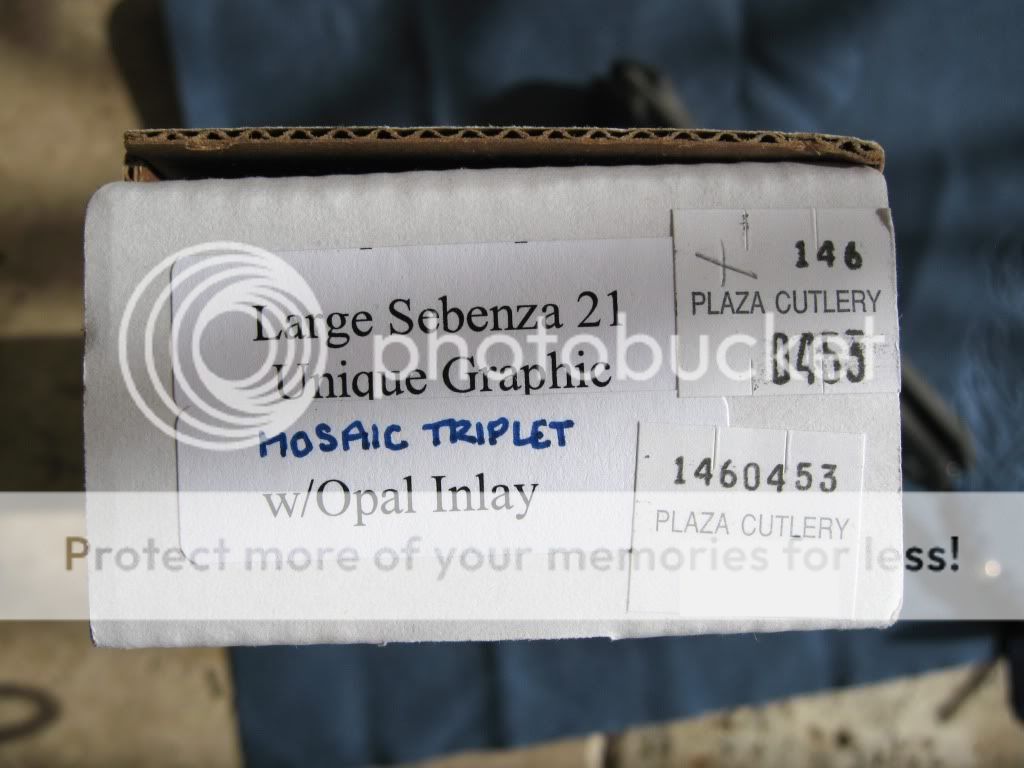 Large Sebenza 21
Unique Graphic
MOSAIC TRIPLET
w/Opal Inlay
146
PLAZA CUTLERY
0453
1460453
PLAZA CUTLERY
photobucket
Protect more of your memories for less!